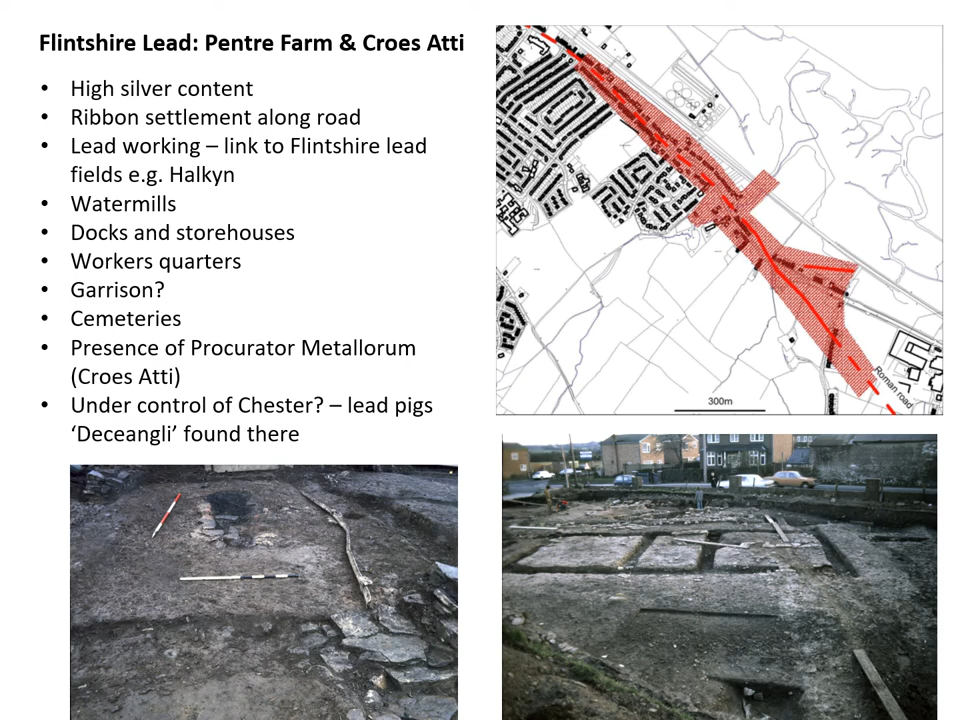 Flintshire Lead: Pentre Farm & Croes Atti
• High silver content
• Ribbon settlement along road
• Lead working – link to Flintshire lead
fields e.g. Halkyn
• Watermills
• Docks and storehouses
• Workers quarters
• Garrison?
• Cemeteries
• Presence of Procurator Metallorum
(Croes Atti)
• Under control of Chester? – lead pigs
‘Deceangli’ found there
Roman road
300m